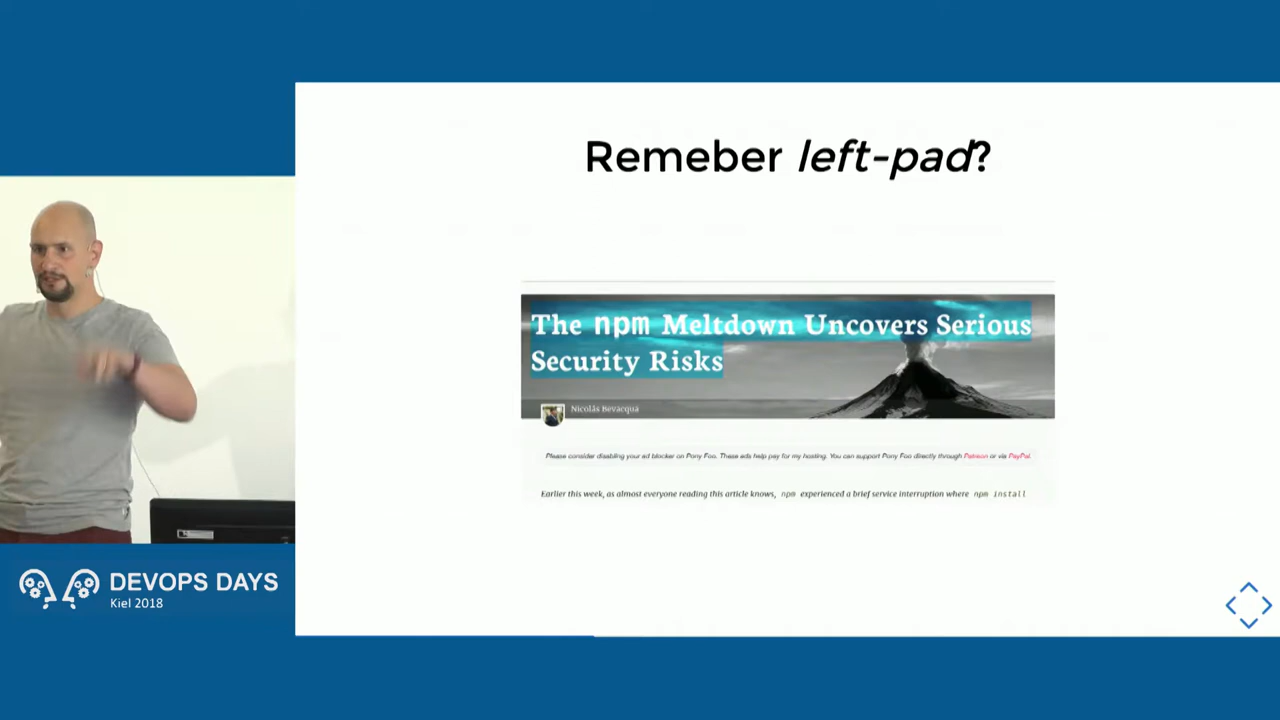 Remeber left-pad?
The npm Meltdown Uncovers Serious
Security Risks
Nicolás Bevacqua
Please consider disabling your ad blocker on Pony Foo. These ads help pay for my hosting. You can support Pony Foo directly through Patreon or via PayPal.
Earlier this week, as almost everyone reading this article knows, npm experienced a brief service interruption where npm install
DEVOPS DAYS
Kiel 2018